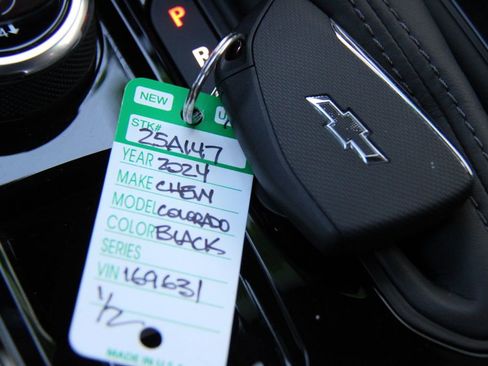 P
R
NEW
U
STK# 25A147
YEAR 2024
MAKE CHEVY
MODEL COLORADO
COLOR BLACK
SERIES
VIN 169631
1/2
MADE IN U.S.A.